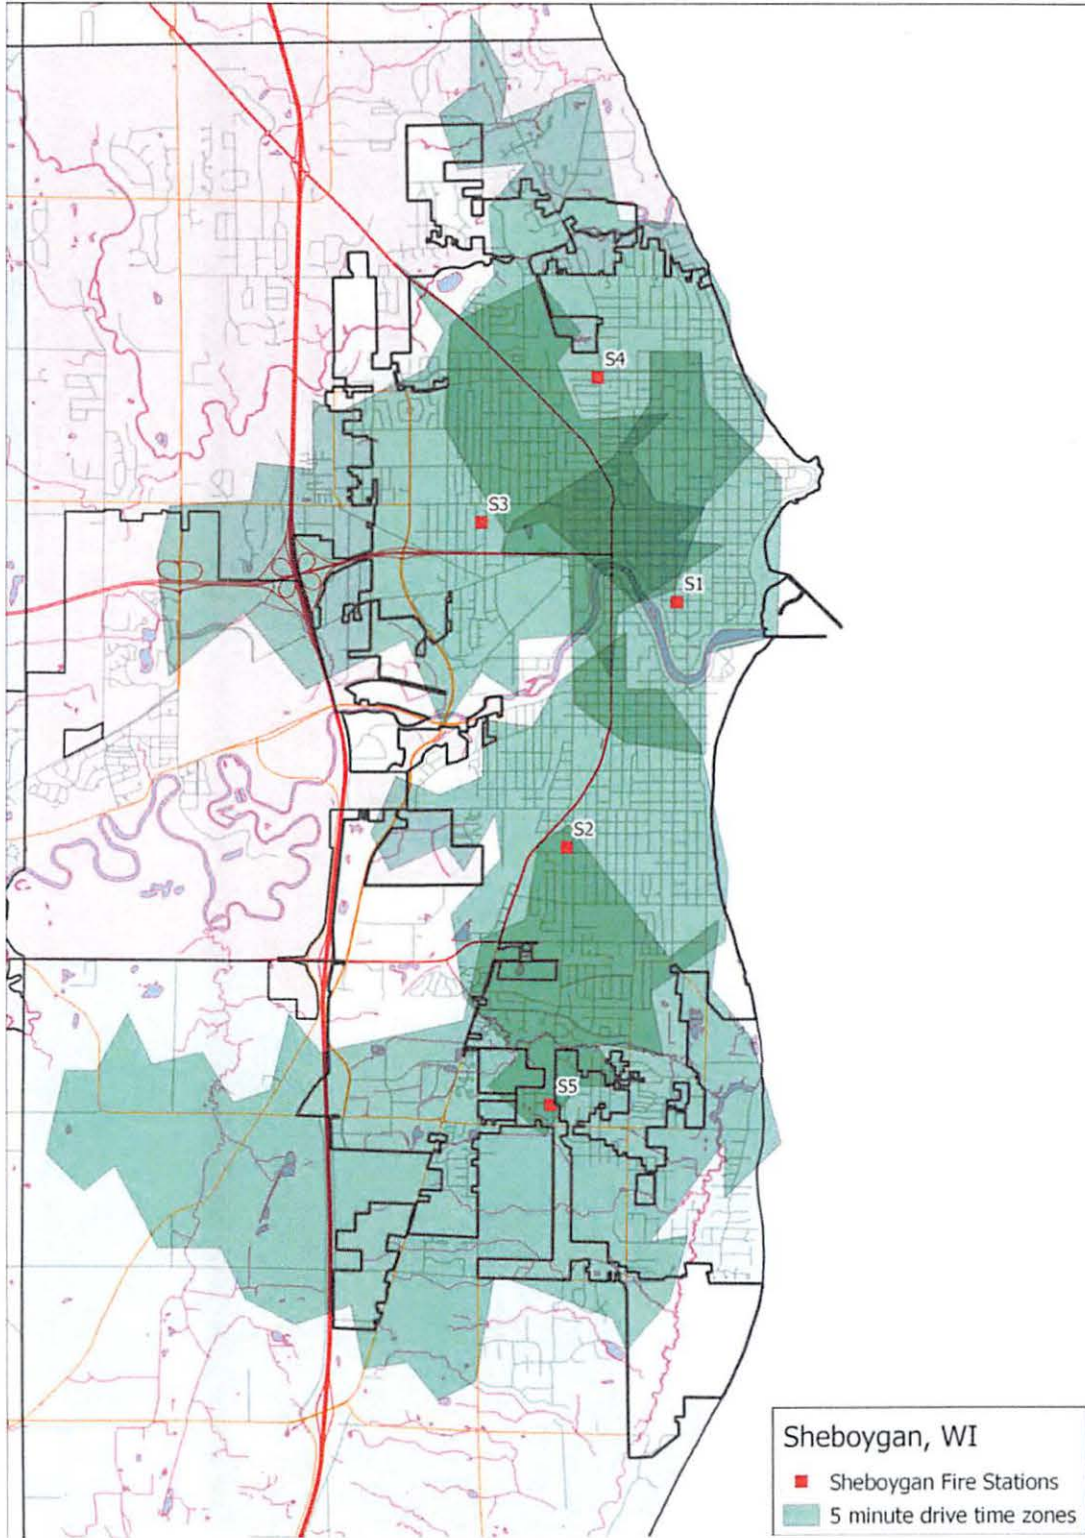 S4
S3
S1
S2
S5
Sheboygan, WI
Sheboygan Fire Stations
5 minute drive time zones